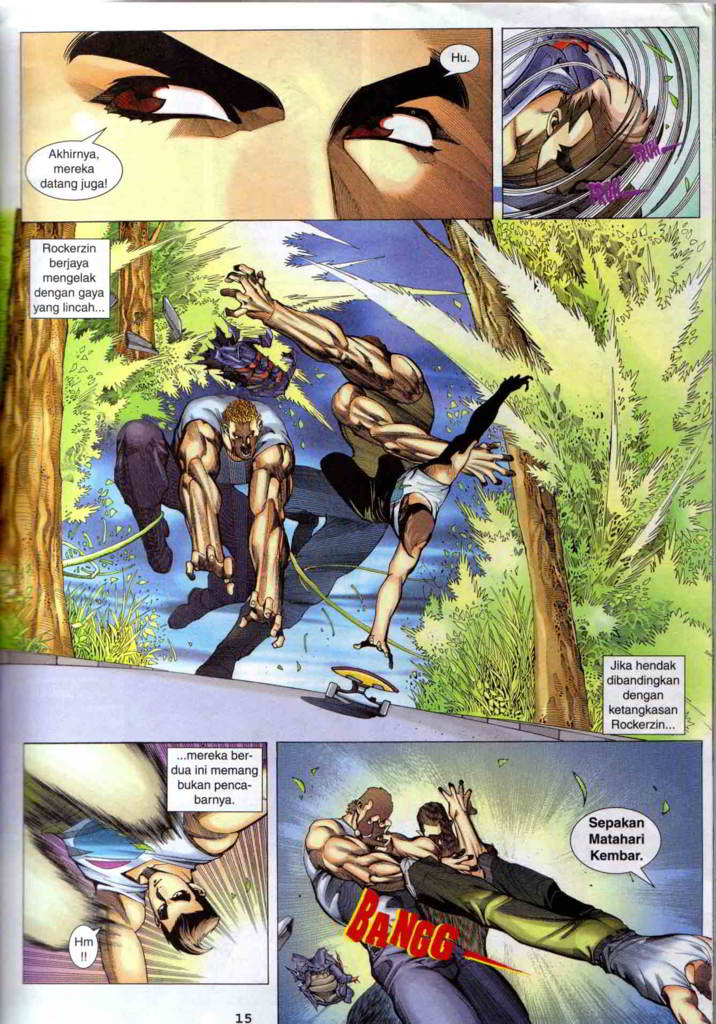 Hu.
Akhirnya,
mereka
datang juga!
Rockerzin
berjaya
mengelak
dengan gaya
yang lincah...
Jika hendak
dibandingkan
dengan
ketangkasan
Rockerzin...
...mereka ber-
dua ini memang
bukan penca-
barnya.
Hm
!!
Sepakan
Matahari
Kembar.
BANGG
15